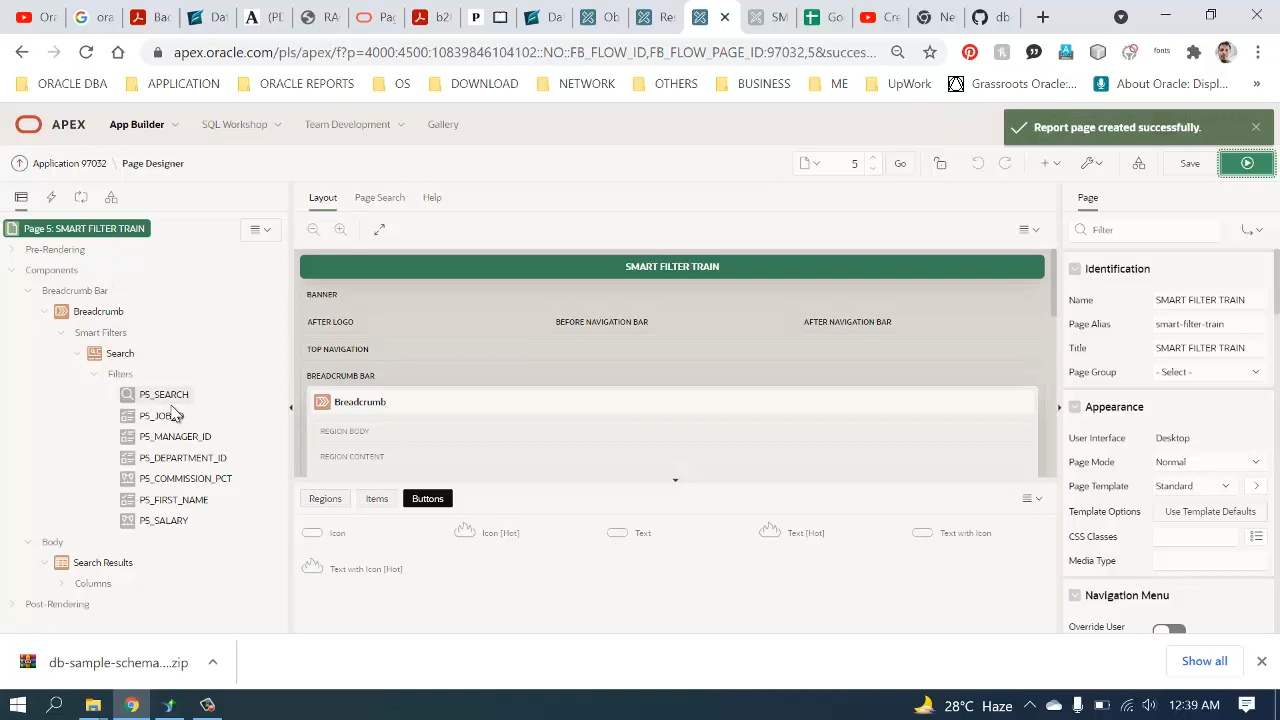 Ora
ora
Dat
(PD
RA
Pag
b2l
Da
Ob
Res
SM
Co
Cre
Ne
db
apex.oracle.com/pls/apex/f?p=4000:4500:10839846104102::NO::FB_FLOW_ID,FB_FLOW_PAGE_ID:97032,5&succes...
fonts
ORACLE DBA
APPLICATION
ORACLE REPORTS
OS
DOWNLOAD
NETWORK
OTHERS
BUSINESS
ME
UpWork
Grassroots Oracle:...
About Oracle: Displ...
»
APEX
App Builder
SQL Workshop
Team Development
Gallery
Report page created successfully.
Application 97032
Page Designer
5
Go
Save
Layout
Page Search
Help
Page
Page 5: SMART FILTER TRAIN
Filter
Pre-Rendering
Components
Breadcrumb Bar
Breadcrumb
Smart Filters
Search
Filters
P5_SEARCH
P5_MANAGER_ID
P5_DEPARTMENT_ID
P5_COMMISSION_PCT
P5_FIRST_NAME
P5_SALARY
Body
Search Results
Columns
Post-Rendering
SMART FILTER TRAIN
BANNER
AFTER LOGO
BEFORE NAVIGATION BAR
AFTER NAVIGATION BAR
TOP NAVIGATION
BREADCRUMB BAR
Breadcrumb
REGION BODY
REGION CONTENT
Regions
Items
Buttons
Icon
Icon [Hot]
Text
Text [Hot]
Text with Icon
Text with Icon [Hot]
Identification
Name SMART FILTER TRAIN
Page Alias smart-filter-train
Title SMART FILTER TRAIN
Page Group - Select -
Appearance
User Interface Desktop
Page Mode Normal
Page Template Standard
Template Options Use Template Defaults
CSS Classes
Media Type
Navigation Menu
Override User
db-sample-schema....zip
Show all
28°C Haze
12:39 AM